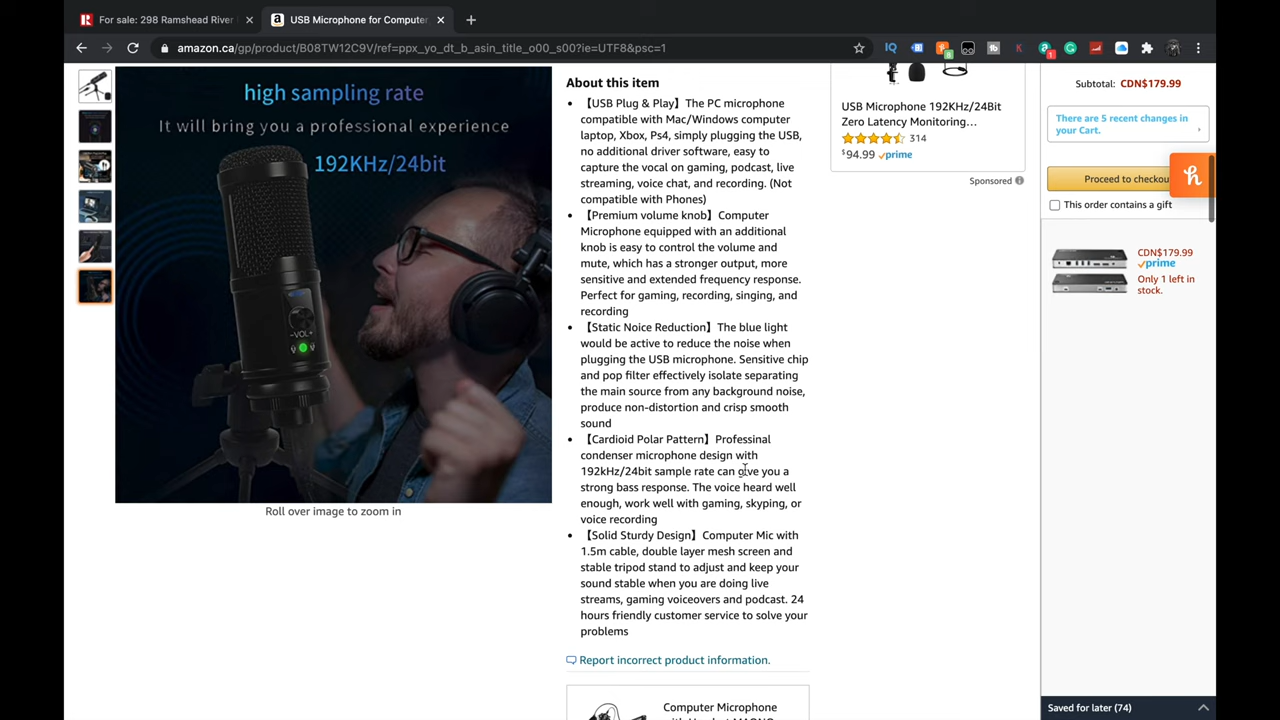 For sale: 298 Ramshead River
USB Microphone for Computer
amazon.ca/gp/product/B08TW12C9V/ref=ppx_yo_dt_b_asin_title_o00_s00?ie=UTF8&psc=1
high sampling rate
It will bring you a professional experience
192KHz/24bit
-VOL+
Roll over image to zoom in
About this item
【USB Plug & Play】The PC microphone
compatible with Mac/Windows computer
laptop, Xbox, Ps4, simply plugging the USB,
no additional driver software, easy to
capture the vocal on gaming, podcast, live
streaming, voice chat, and recording. (Not
compatible with Phones)
【Premium volume knob】Computer
Microphone equipped with an additional
knob is easy to control the volume and
mute, which has a stronger output, more
sensitive and extended frequency response.
Perfect for gaming, recording, singing, and
recording
【Static Noice Reduction】The blue light
would be active to reduce the noise when
plugging the USB microphone. Sensitive chip
and pop filter effectively isolate separating
the main source from any background noise,
produce non-distortion and crisp smooth
sound
【Cardioid Polar Pattern】Professinal
condenser microphone design with
192kHz/24bit sample rate can give you a
strong bass response. The voice heard well
enough, work well with gaming, skyping, or
voice recording
【Solid Sturdy Design】Computer Mic with
1.5m cable, double layer mesh screen and
stable tripod stand to adjust and keep your
sound stable when you are doing live
streams, gaming voiceovers and podcast. 24
hours friendly customer service to solve your
problems
Report incorrect product information.
Computer Microphone
USB Microphone 192KHz/24Bit
Zero Latency Monitoring…
314
$94.99 prime
Sponsored
Subtotal: CDN$179.99
There are 5 recent changes in
your Cart.
Proceed to checkou
This order contains a gift
CDN$179.99
prime
Only 1 left in
stock.
Saved for later (74)